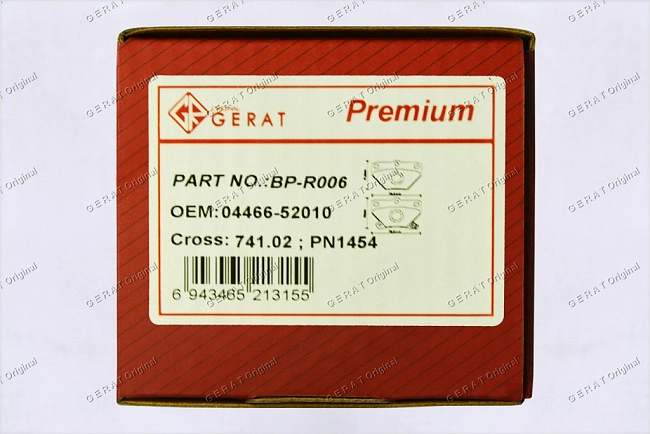 GERAT
Premium
PART NO.:BP-R006
OEM:04466-52010
Cross: 741.02 ; PN1454
6 943465 213155
GERAT Original